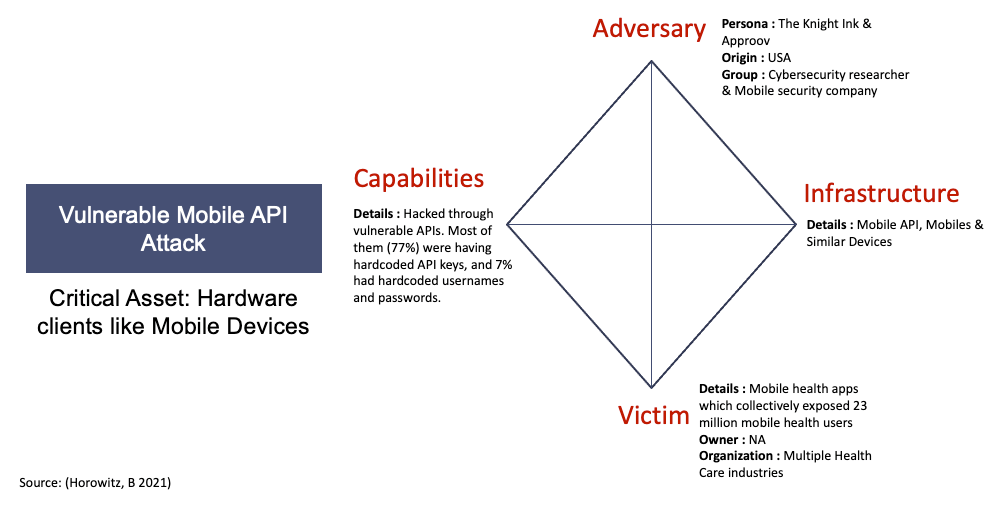 Adversary
Persona : The Knight Ink &
Approov
Origin : USA
Group : Cybersecurity researcher
& Mobile security company
Capabilities
Details : Hacked through
vulnerable APIs. Most of
them (77%) were having
hardcoded API keys, and 7%
had hardcoded usernames
and passwords.
Infrastructure
Details : Mobile API, Mobiles &
Similar Devices
Vulnerable Mobile API
Attack
Critical Asset: Hardware
clients like Mobile Devices
Victim
Details : Mobile health apps
which collectively exposed 23
million mobile health users
Owner : NA
Organization : Multiple Health
Care industries
Source: (Horowitz, B 2021)